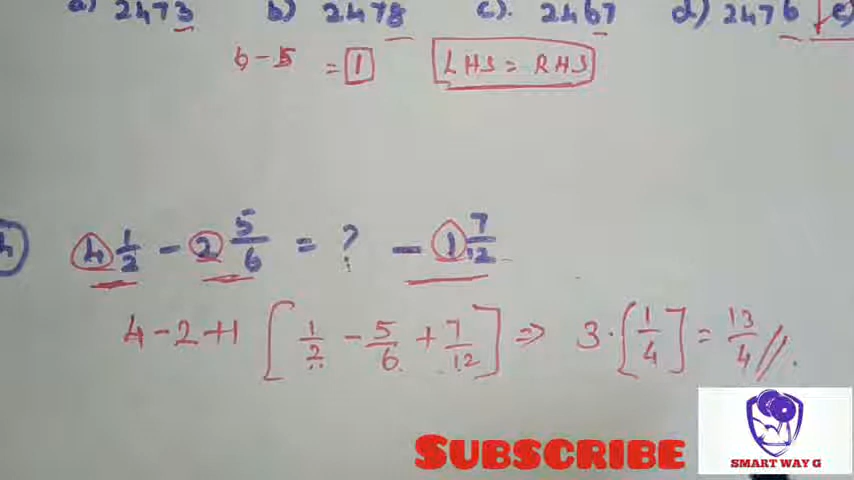 a) 2473 b) 2478 c). 2467 d) 2476 e)
6 - 5 = 1 LHS = RHS
4 1/2 - 2 5/6 = ? - 1 7/12
4 - 2 + 1 [ 1/2 - 5/6 + 7/12 ] ⇒ 3 · [ 1/4 ] = 13/4 //.
SUBSCRIBE
SMART WAY G